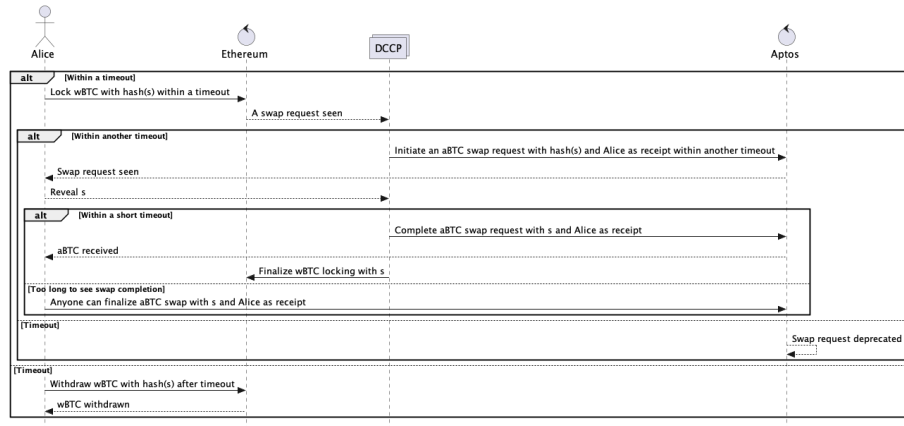 Alice
Ethereum
DCCP
Aptos
alt [Within a timeout]
Lock wBTC with hash(s) within a timeout
A swap request seen
alt [Within another timeout]
Initiate an aBTC swap request with hash(s) and Alice as receipt within another timeout
Swap request seen
Reveal s
alt [Within a short timeout]
Complete aBTC swap request with s and Alice as receipt
aBTC received
Finalize wBTC locking with s
[Too long to see swap completion]
Anyone can finalize aBTC swap with s and Alice as receipt
[Timeout]
Swap request deprecated
[Timeout]
Withdraw wBTC with hash(s) after timeout
wBTC withdrawn